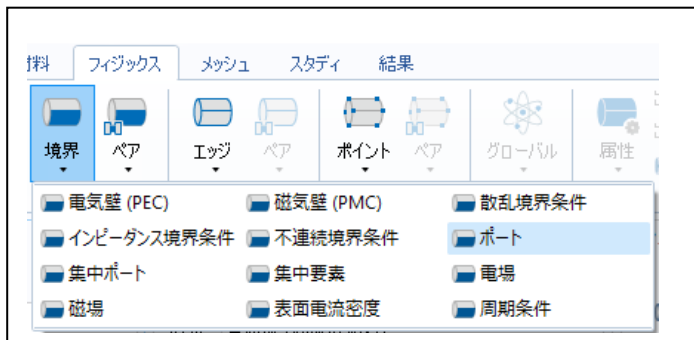 材料 フィジックス メッシュ スタディ 結果
境界 ペア エッジ ペア ポイント ペア グローバル 属性
電気壁 (PEC) 磁気壁 (PMC) 散乱境界条件
インピーダンス境界条件 不連続境界条件 ポート
集中ポート 集中要素 電場
磁場 表面電流密度 周期条件